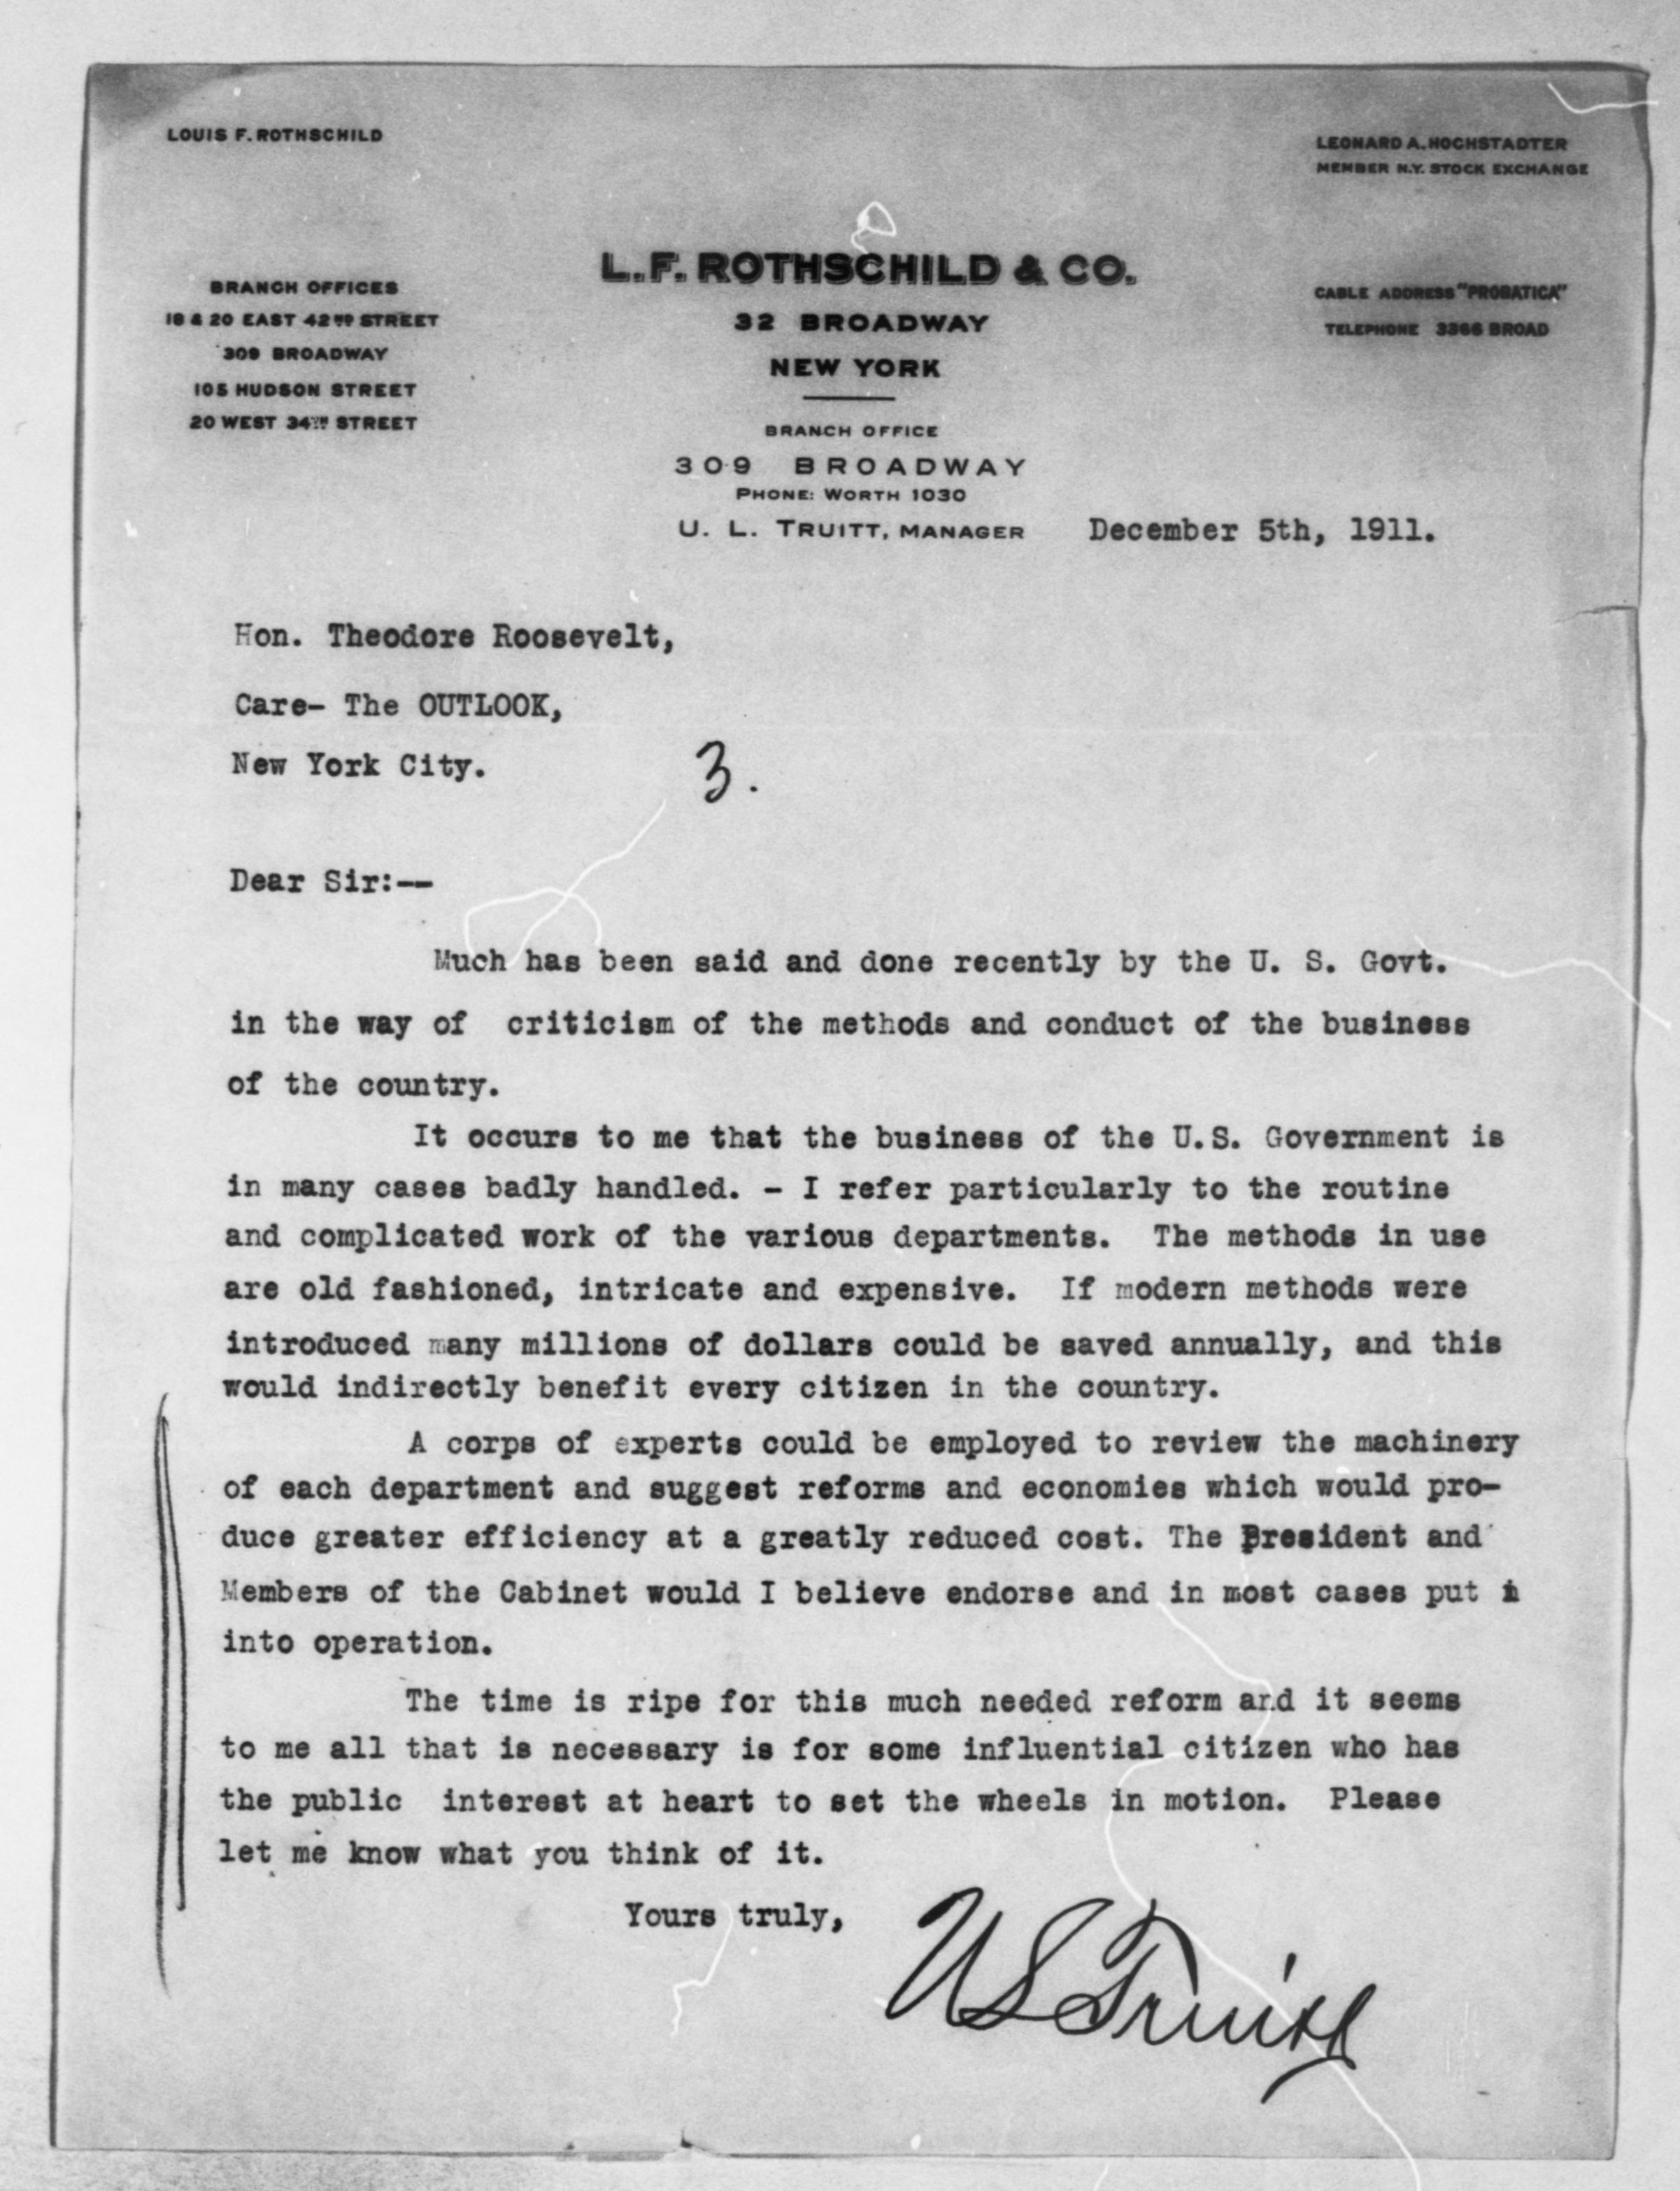 LOUIS F. ROTHSCHILD
LEONARD A. HOCHSTADTER
MEMBER N.Y. STOCK EXCHANGE
L. F. ROTHSCHILD & CO.
32 BROADWAY
NEW YORK
BRANCH OFFICES
18 & 20 EAST 42ND STREET
309 BROADWAY
105 HUDSON STREET
20 WEST 34TH STREET
CABLE ADDRESS "PROBATICA"
TELEPHONE 3366 BROAD
BRANCH OFFICE
309 BROADWAY
PHONE: WORTH 1030
U. L. TRUITT, MANAGER
December 5th, 1911.
Hon. Theodore Roosevelt,
Care- The OUTLOOK,
New York City.
3.
Dear Sir:--
Much has been said and done recently by the U. S. Govt.
in the way of criticism of the methods and conduct of the business
of the country.
It occurs to me that the business of the U.S. Government is
in many cases badly handled. - I refer particularly to the routine
and complicated work of the various departments. The methods in use
are old fashioned, intricate and expensive. If modern methods were
introduced many millions of dollars could be saved annually, and this
would indirectly benefit every citizen in the country.
A corps of experts could be employed to review the machinery
of each department and suggest reforms and economies which would pro-
duce greater efficiency at a greatly reduced cost. The President and
Members of the Cabinet would I believe endorse and in most cases put
into operation.
The time is ripe for this much needed reform and it seems
to me all that is necessary is for some influential citizen who has
the public interest at heart to set the wheels in motion. Please
let me know what you think of it.
Yours truly,
U L Truitt